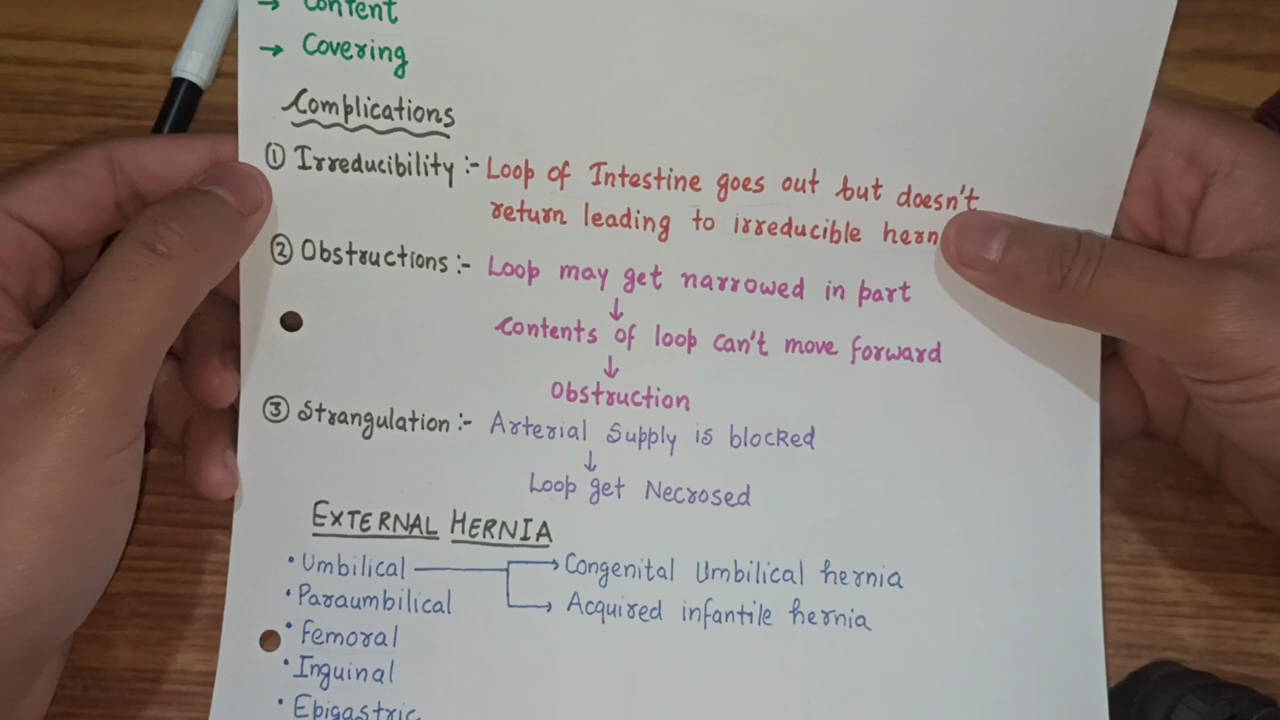 → Content
→ Covering
Complications
① Irreducibility :- Loop of Intestine goes out but doesn't
return leading to irreducible hern
② Obstructions :- Loop may get narrowed in part
↓
Contents of loop can't move forward
↓
Obstruction
③ Strangulation :- Arterial Supply is blocked
↓
Loop get Necrosed
EXTERNAL HERNIA
• Umbilical → Congenital Umbilical hernia
→ Acquired infantile hernia
• Paraumbilical
• Femoral
• Inguinal
• Epigastric